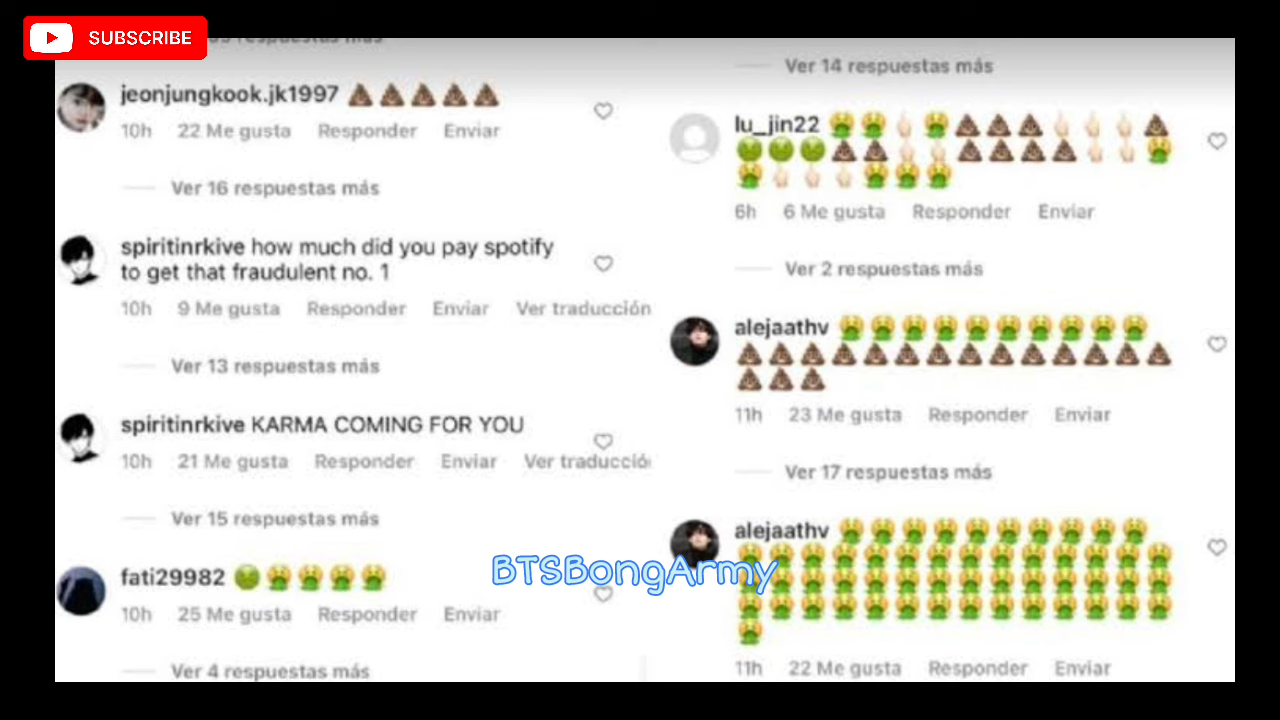 SUBSCRIBE
respuestas más
jeonjungkook.jk1997 💩💩💩💩💩
10h 22 Me gusta Responder Enviar
Ver 16 respuestas más
spiritinrkive how much did you pay spotify
to get that fraudulent no. 1
10h 9 Me gusta Responder Enviar Ver traducción
Ver 13 respuestas más
spiritinrkive KARMA COMING FOR YOU
10h 21 Me gusta Responder Enviar Ver traducció
Ver 15 respuestas más
fati29982 🤢🤮🤮🤮🤮
10h 25 Me gusta Responder Enviar
Ver 4 respuestas más
Ver 14 respuestas más
lu_jin22 🤮🤮👆🏻🤮💩💩💩👆🏻👆🏻👆🏻💩
🤢🤢🤢💩💩👆🏻👆🏻💩💩💩💩👆🏻👆🏻🤮
🤮👆🏻👆🏻👆🏻🤮🤮🤮
6h 6 Me gusta Responder Enviar
Ver 2 respuestas más
alejaathv 🤮🤮🤮🤮🤮🤮🤮🤮🤮🤮
💩💩💩💩💩💩💩💩💩💩💩💩💩💩
💩💩💩
11h 23 Me gusta Responder Enviar
Ver 17 respuestas más
alejaathv 🤮🤮🤮🤮🤮🤮🤮🤮🤮🤮
🤮🤮🤮🤮🤮🤮🤮🤮🤮🤮🤮🤮🤮🤮
🤮🤮🤮🤮🤮🤮🤮🤮🤮🤮🤮🤮🤮🤮
🤮🤮🤮🤮🤮🤮🤮🤮🤮🤮🤮🤮🤮🤮
🤮
11h 22 Me gusta Responder Enviar
BTSBongArmy